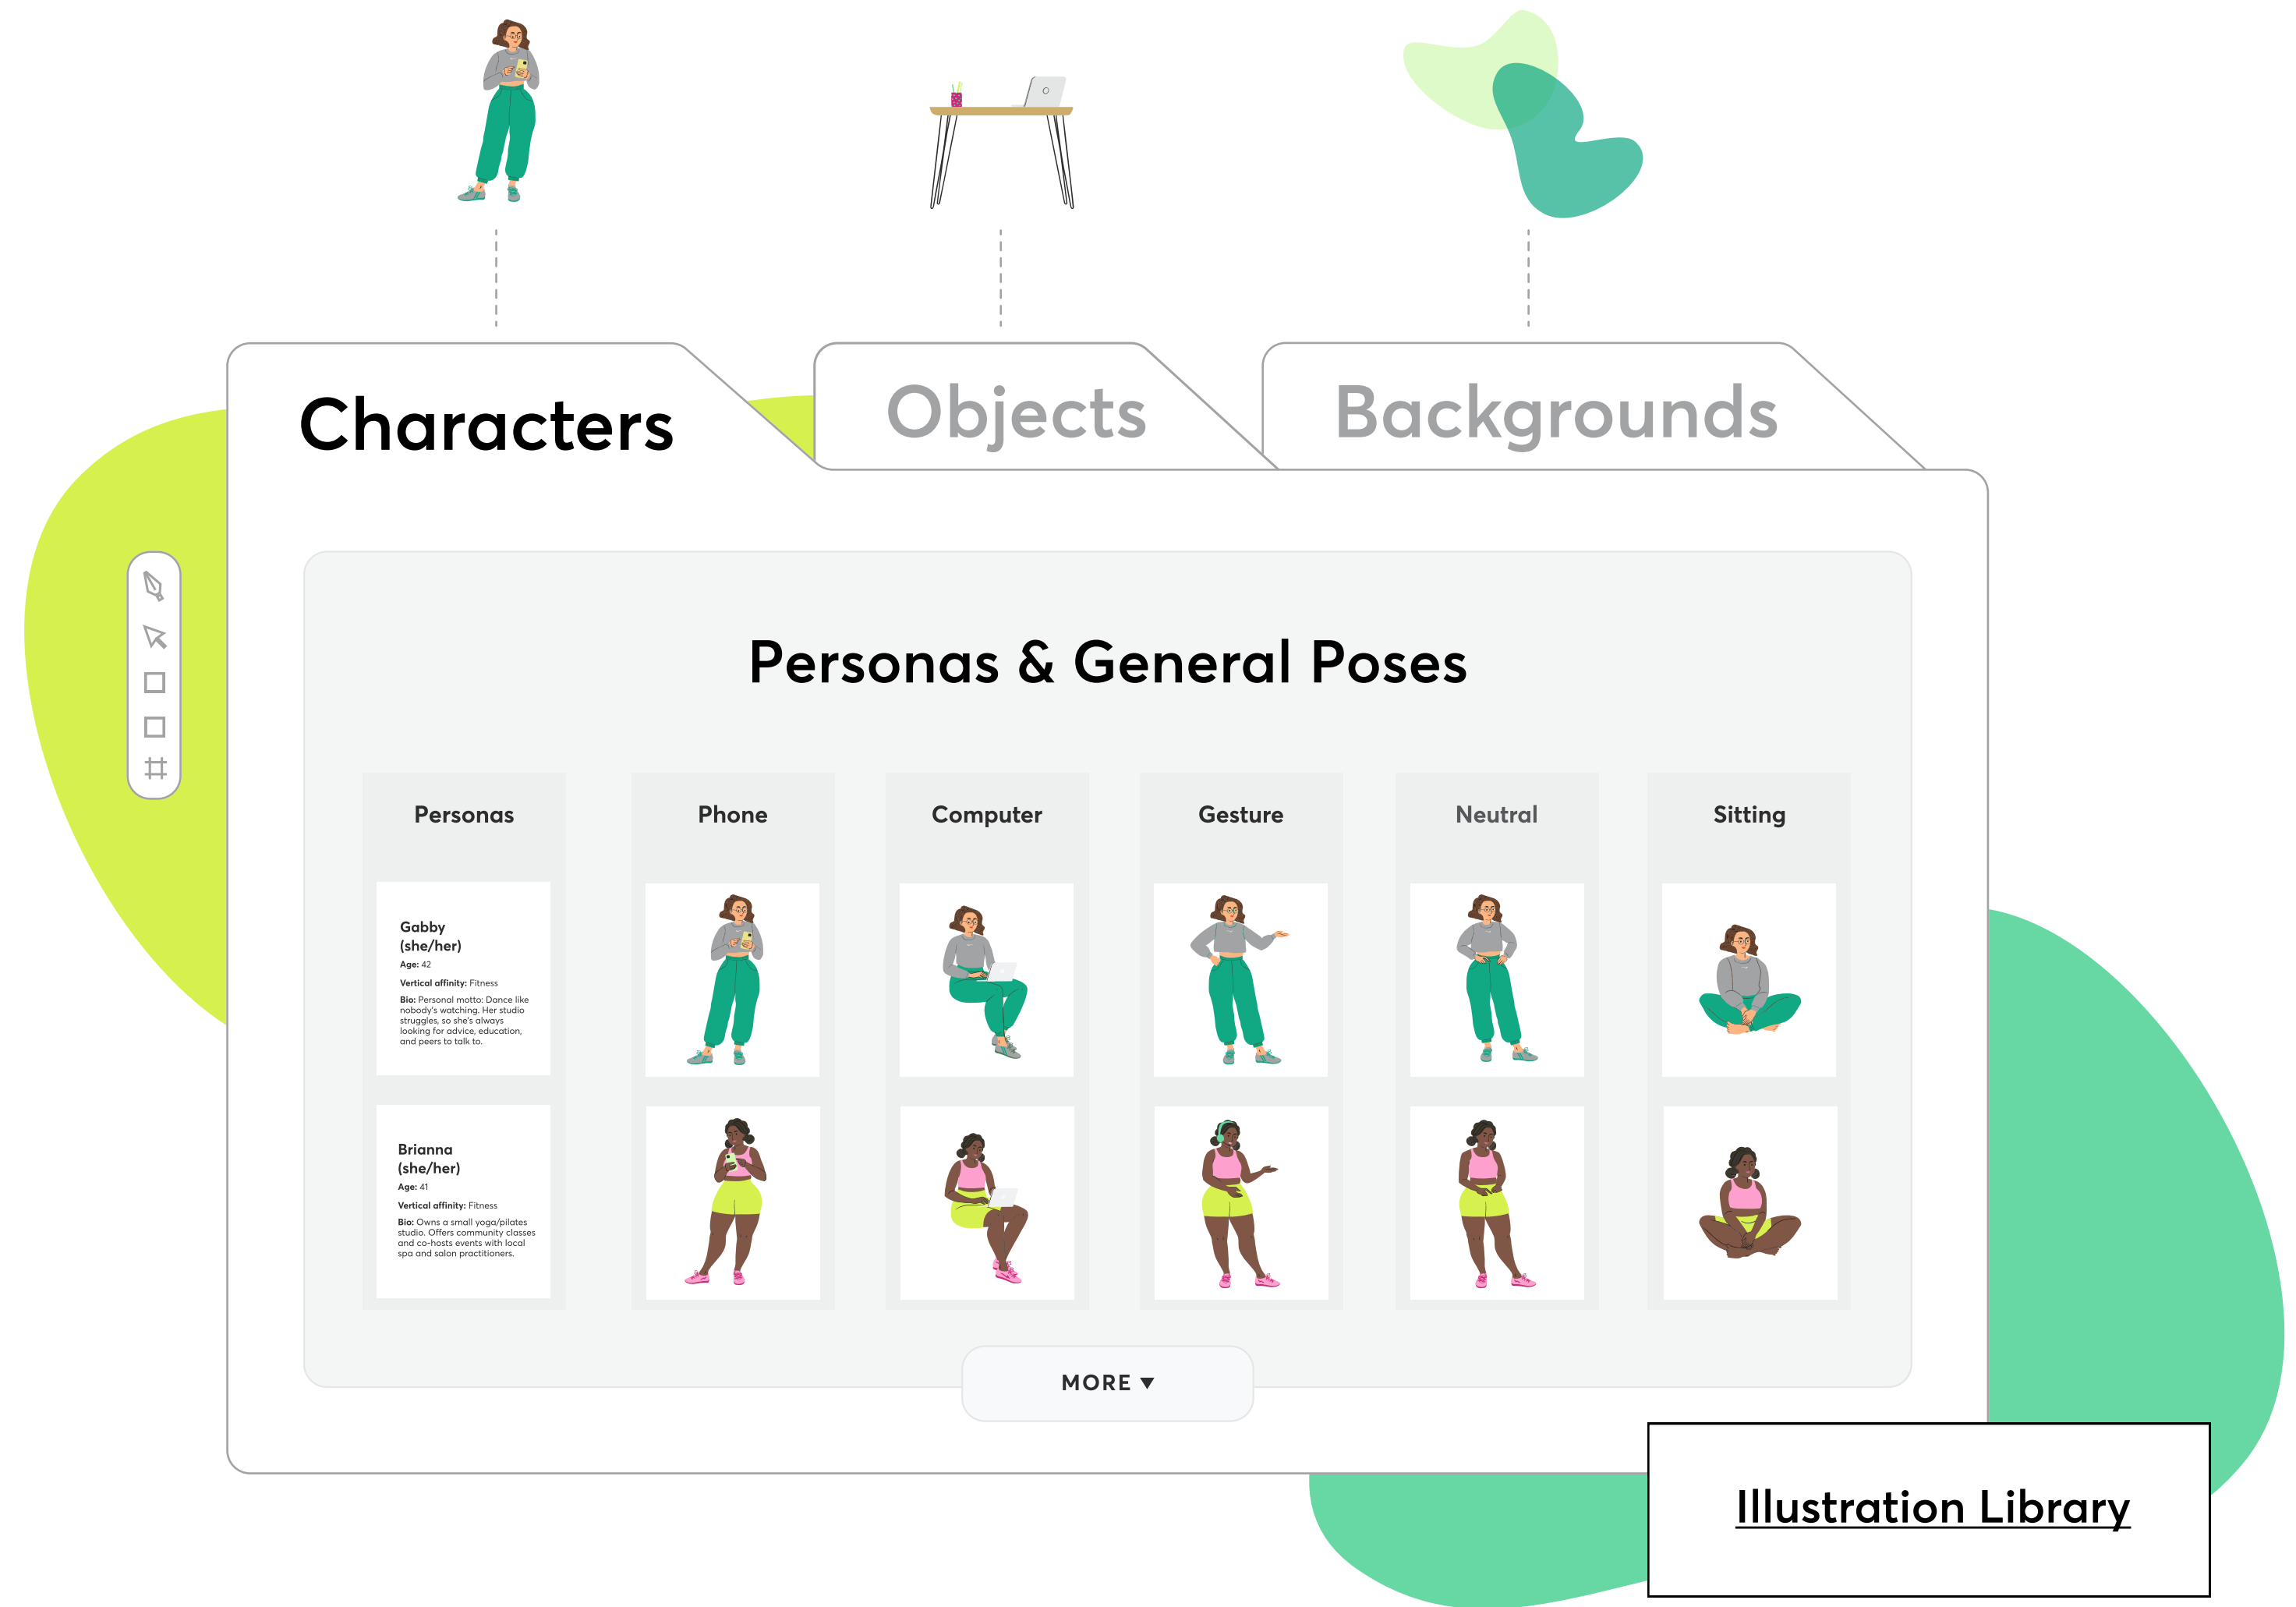 Characters
Objects
Backgrounds
Personas & General Poses
Personas
Phone
Computer
Gesture
Neutral
Sitting
Gabby
(she/her)
Age: 42
Vertical affinity: Fitness
Bio: Personal motto: Dance like
nobody's watching. Her studio
struggles, so she's always
looking for advice, education,
and peers to talk to.
Brianna
(she/her)
Age: 41
Vertical affinity: Fitness
Bio: Owns a small yoga/pilates
studio. Offers community classes
and co-hosts events with local
spa and salon practitioners.
MORE ▼
Illustration Library